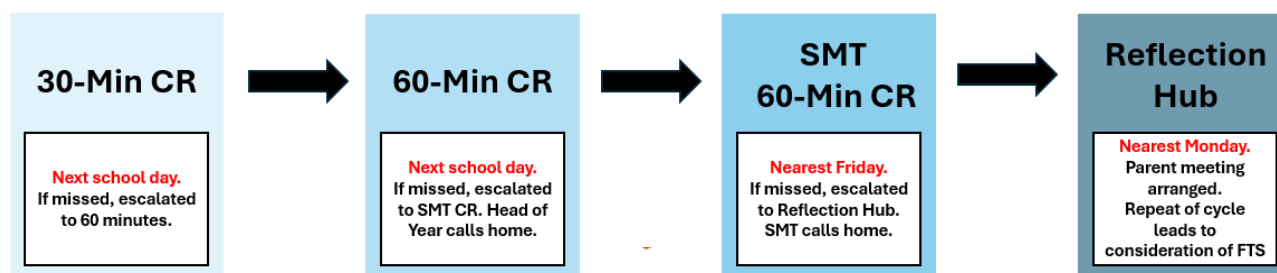 30-Min CR
Next school day.
If missed, escalated
to 60 minutes.
60-Min CR
Next school day.
If missed, escalated
to SMT CR. Head of
Year calls home.
SMT
60-Min CR
Nearest Friday.
If missed, escalated
to Reflection Hub.
SMT calls home.
Reflection
Hub
Nearest Monday.
Parent meeting
arranged.
Repeat of cycle
leads to
consideration of FTS